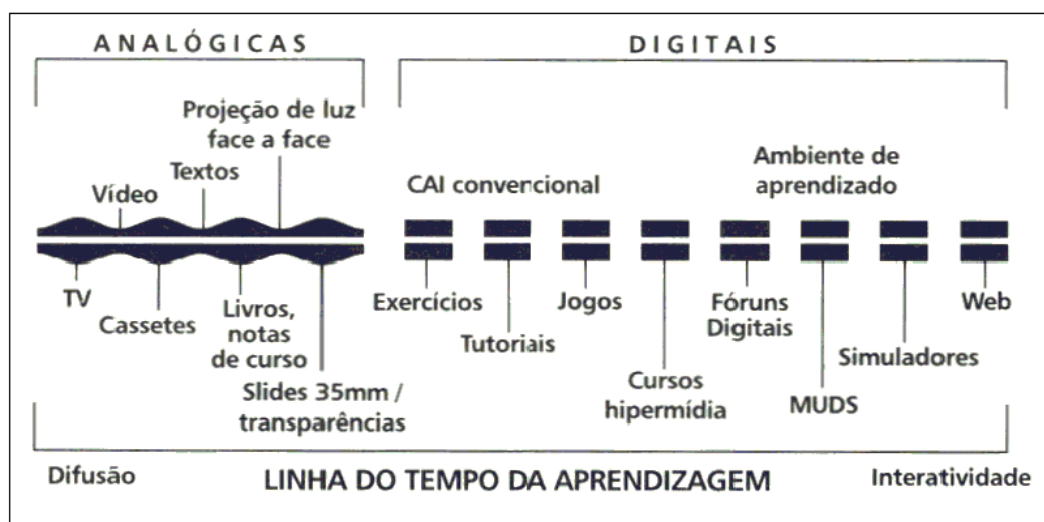 ANALÓGICAS
DIGITAIS
Projeção de luz
face a face
Textos
Vídeo
CAI convencional
Ambiente de
aprendizado
TV
Cassetes
Livros,
notas
de curso
Slides 35mm /
transparências
Exercícios
Tutoriais
Jogos
Cursos
hipermídia
Fóruns
Digitais
MUDS
Simuladores
Web
Difusão
LINHA DO TEMPO DA APRENDIZAGEM
Interatividade